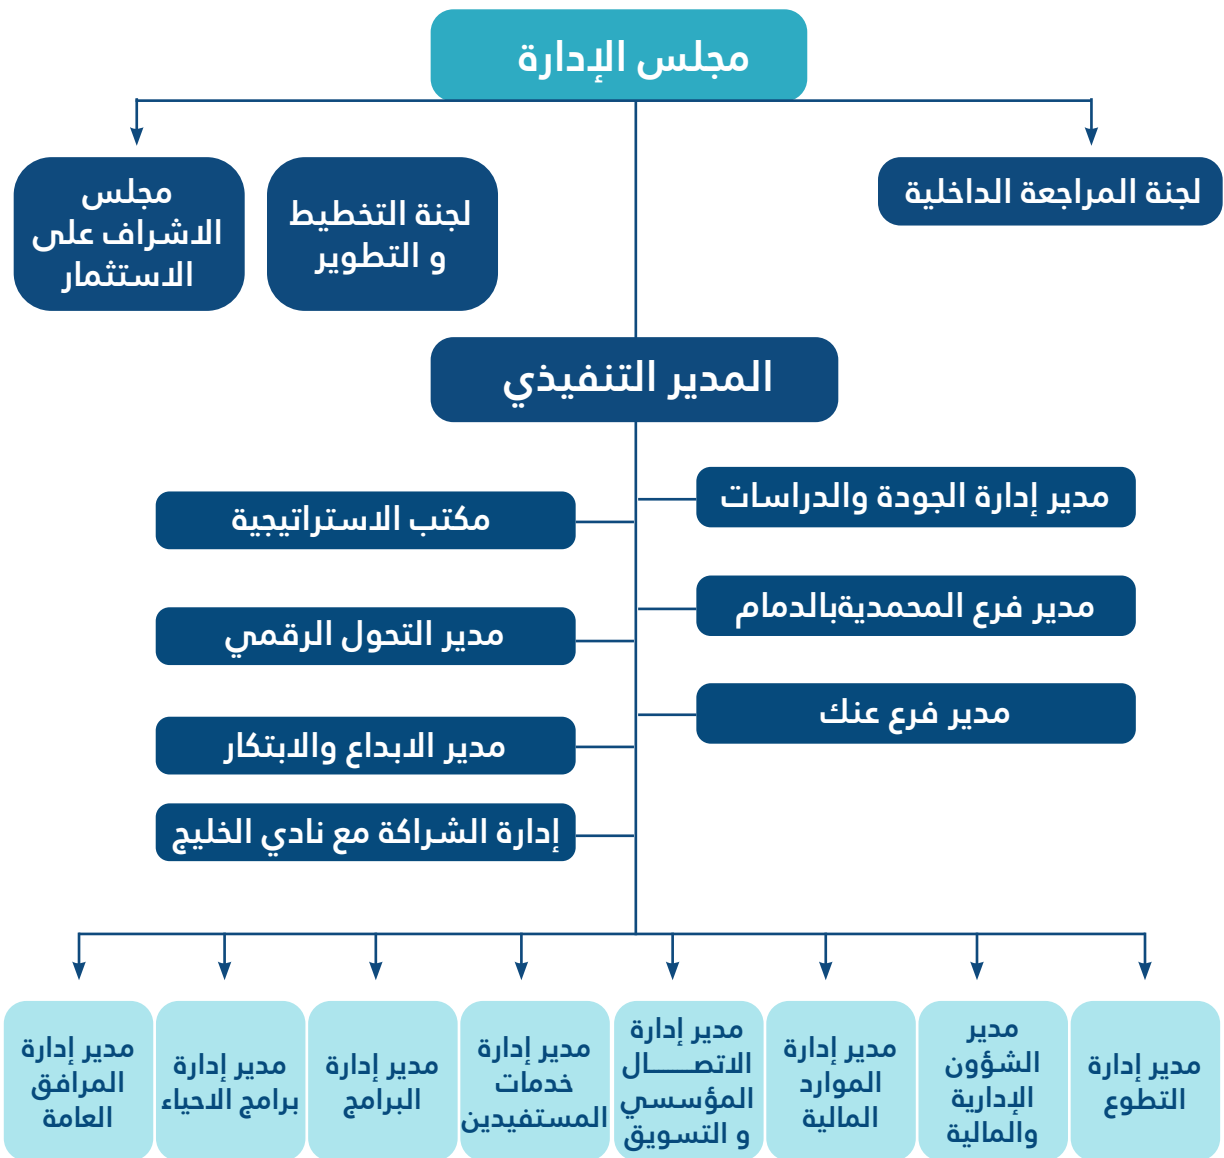 مجلس الإدارة
لجنة المراجعة الداخلية
لجنة التخطيط
و التطوير
مجلس
الاشراف على
الاستثمار
المدير التنفيذي
مدير إدارة الجودة والدراسات
مكتب الاستراتيجية
مدير فرع المحمديةبالدمام
مدير التحول الرقمي
مدير فرع عنك
مدير الابداع والابتكار
إدارة الشراكة مع نادي الخليج
مدير إدارة
التطوع
مدير
الشؤون
الإدارية
والمالية
مدير إدارة
الموارد
المالية
مدير إدارة
الاتصـــــال
المؤسسي
و التسويق
مدير إدارة
خدمات
المستفيدين
مدير إدارة
البرامج
مدير إدارة
برامج الاحياء
مدير إدارة
المرافق
العامة